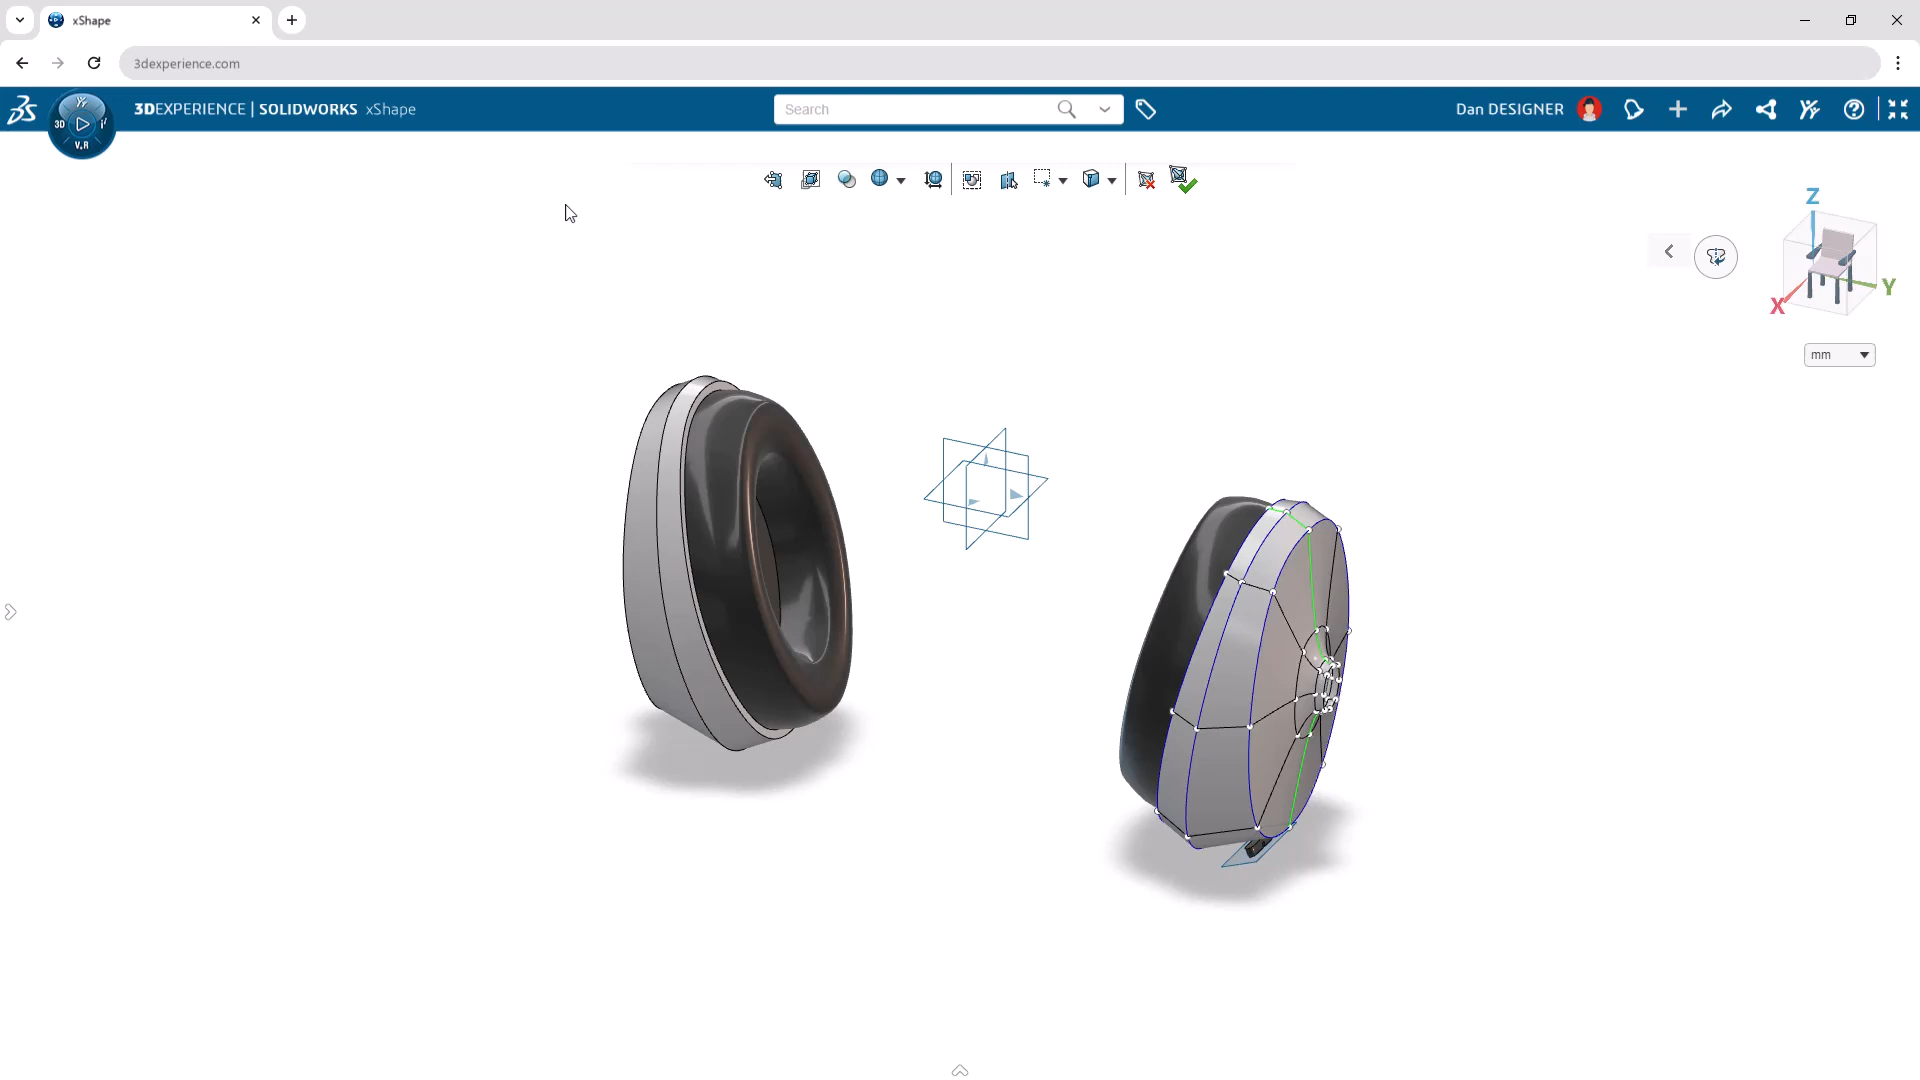 xShape
3dexperience.com
3DEXPERIENCE | SOLIDWORKS xShape
Search
Dan DESIGNER
3D
V.R
Z
Y
X
mm